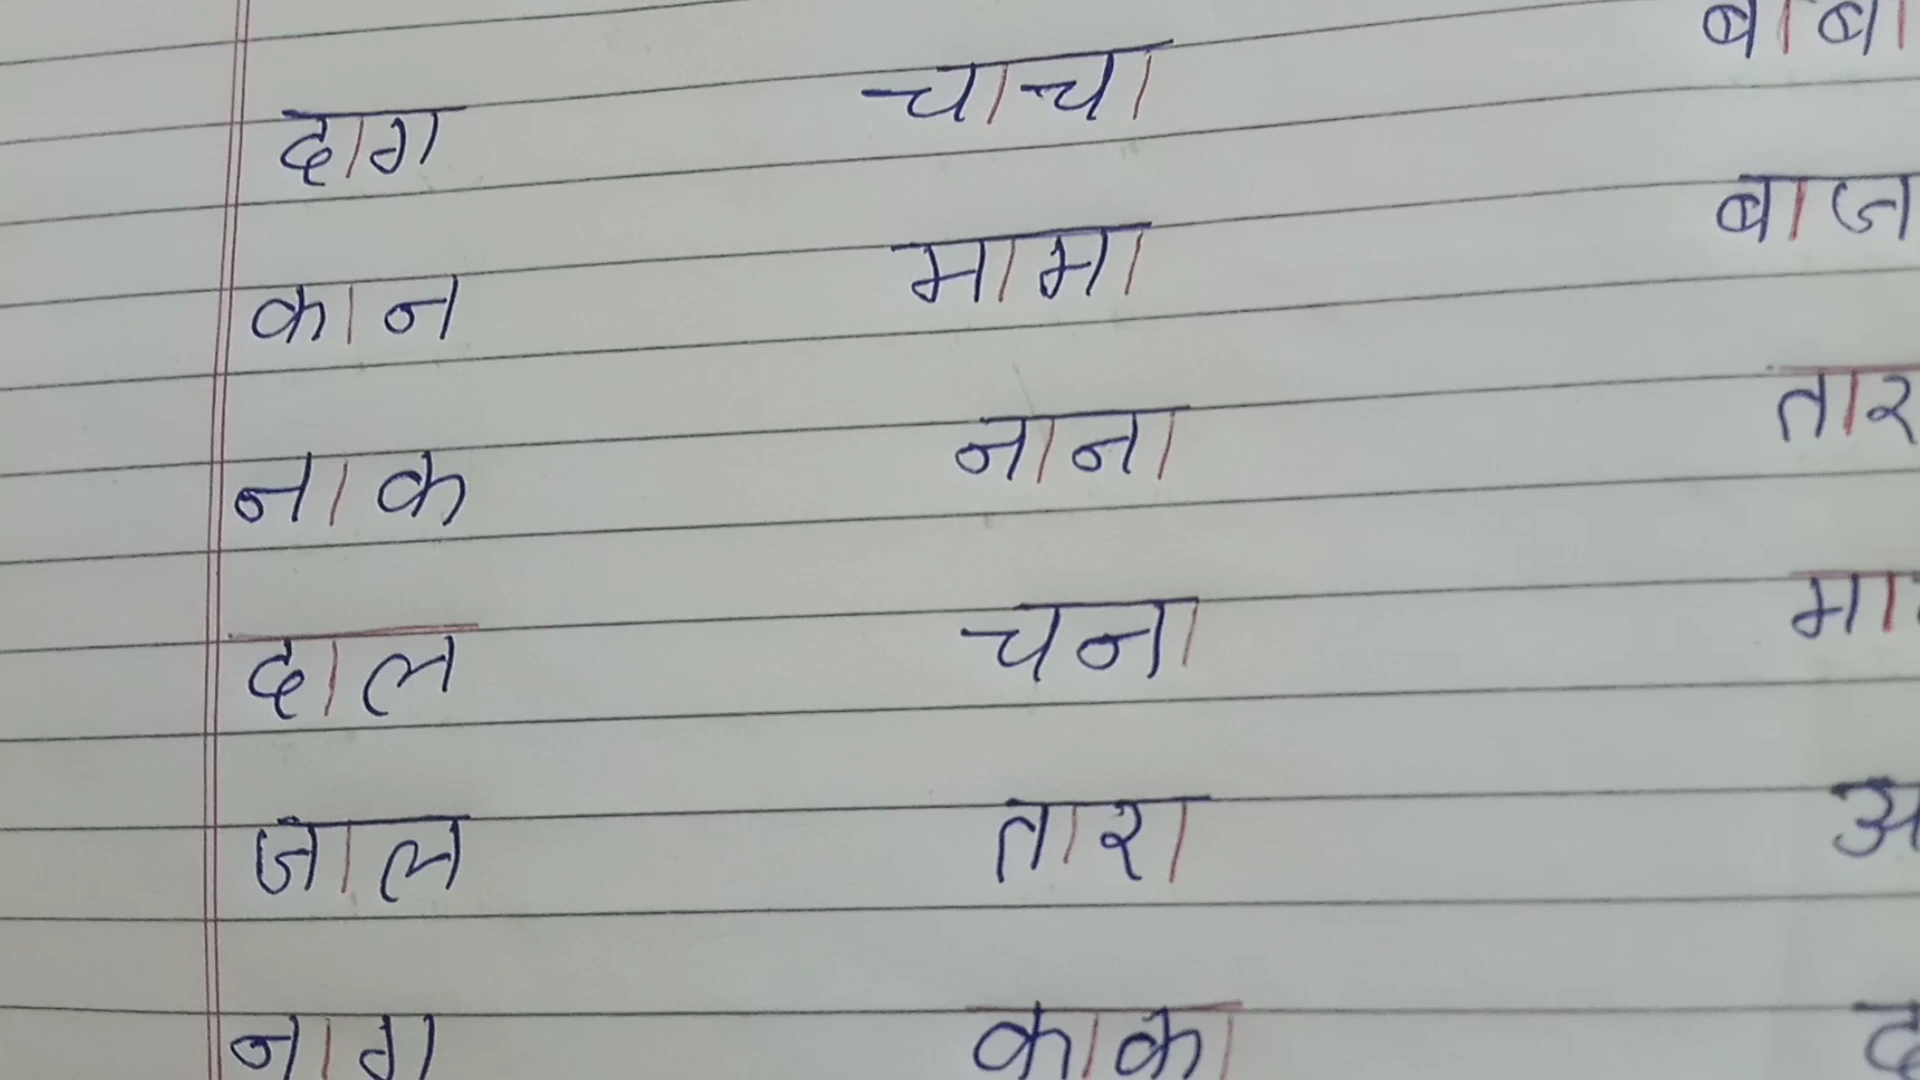 दाग चाचा बाबा
कान मामा बाज
नाक नाना तार
दाल चना
जाल तारा
नाग काका